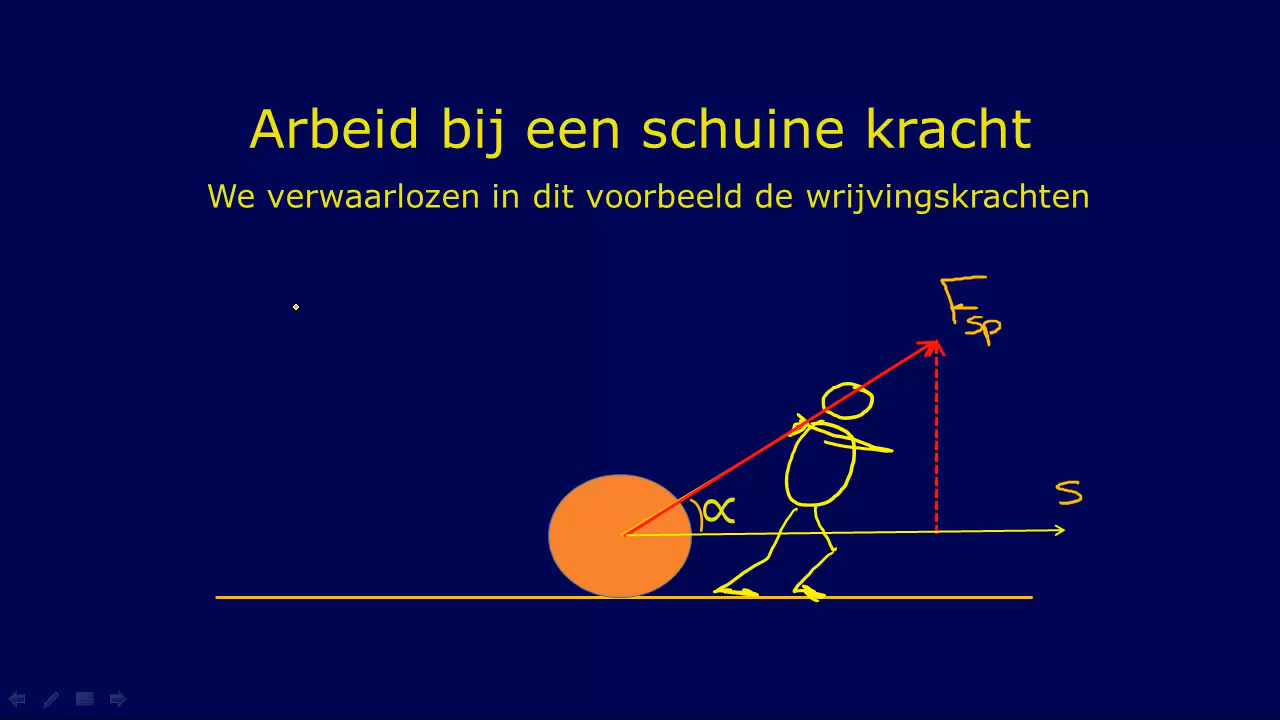 Arbeid bij een schuine kracht
We verwaarlozen in dit voorbeeld de wrijvingskrachten
Fsp
s
α